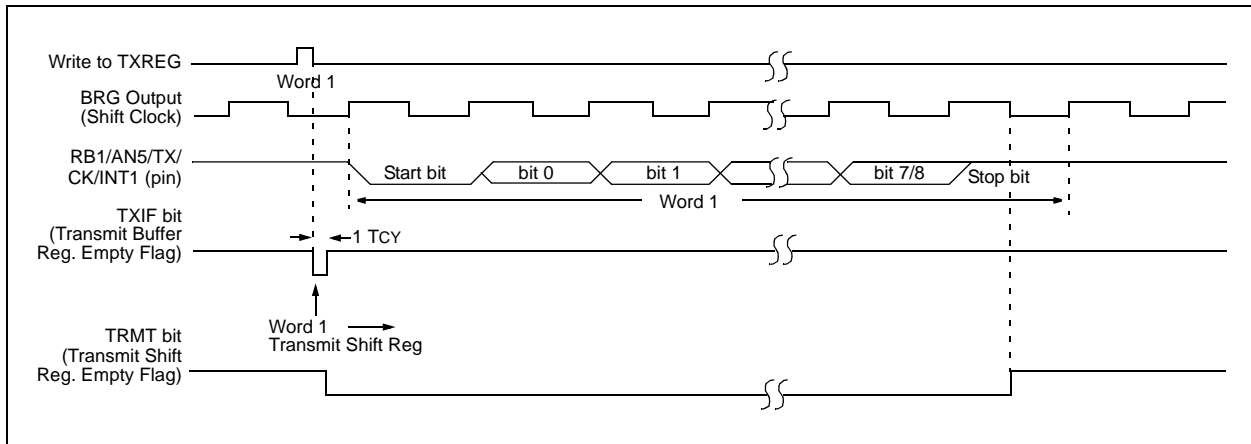 Write to TXREG
Word 1
BRG Output
(Shift Clock)
RB1/AN5/TX/
CK/INT1 (pin)
Start bit
bit 0
bit 1
bit 7/8
Stop bit
Word 1
TXIF bit
(Transmit Buffer
Reg. Empty Flag)
1 TCY
Word 1
Transmit Shift Reg
TRMT bit
(Transmit Shift
Reg. Empty Flag)